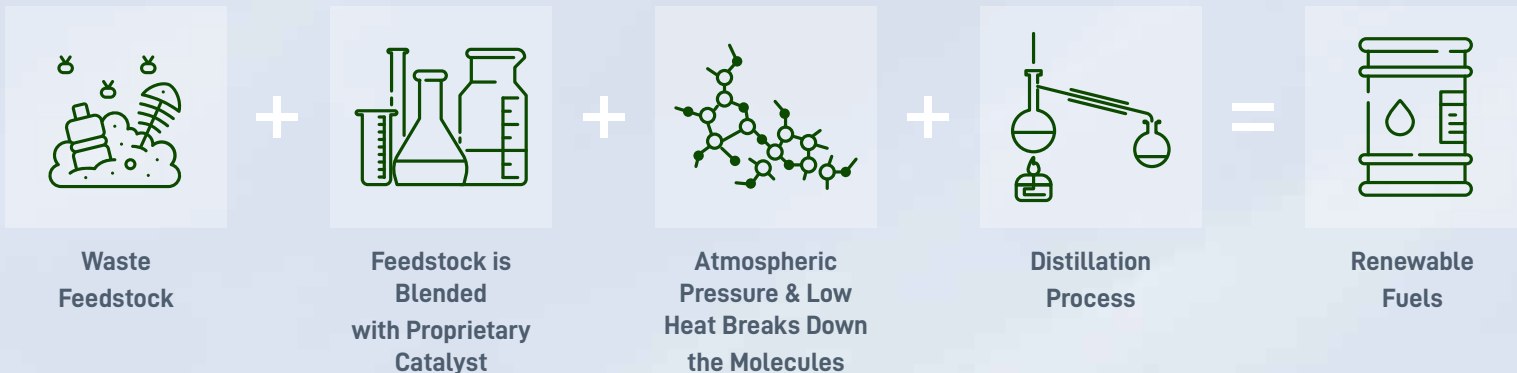 Waste
Feedstock
Feedstock is
Blended
with Proprietary
Catalyst
Atmospheric
Pressure & Low
Heat Breaks Down
the Molecules
Distillation
Process
Renewable
Fuels